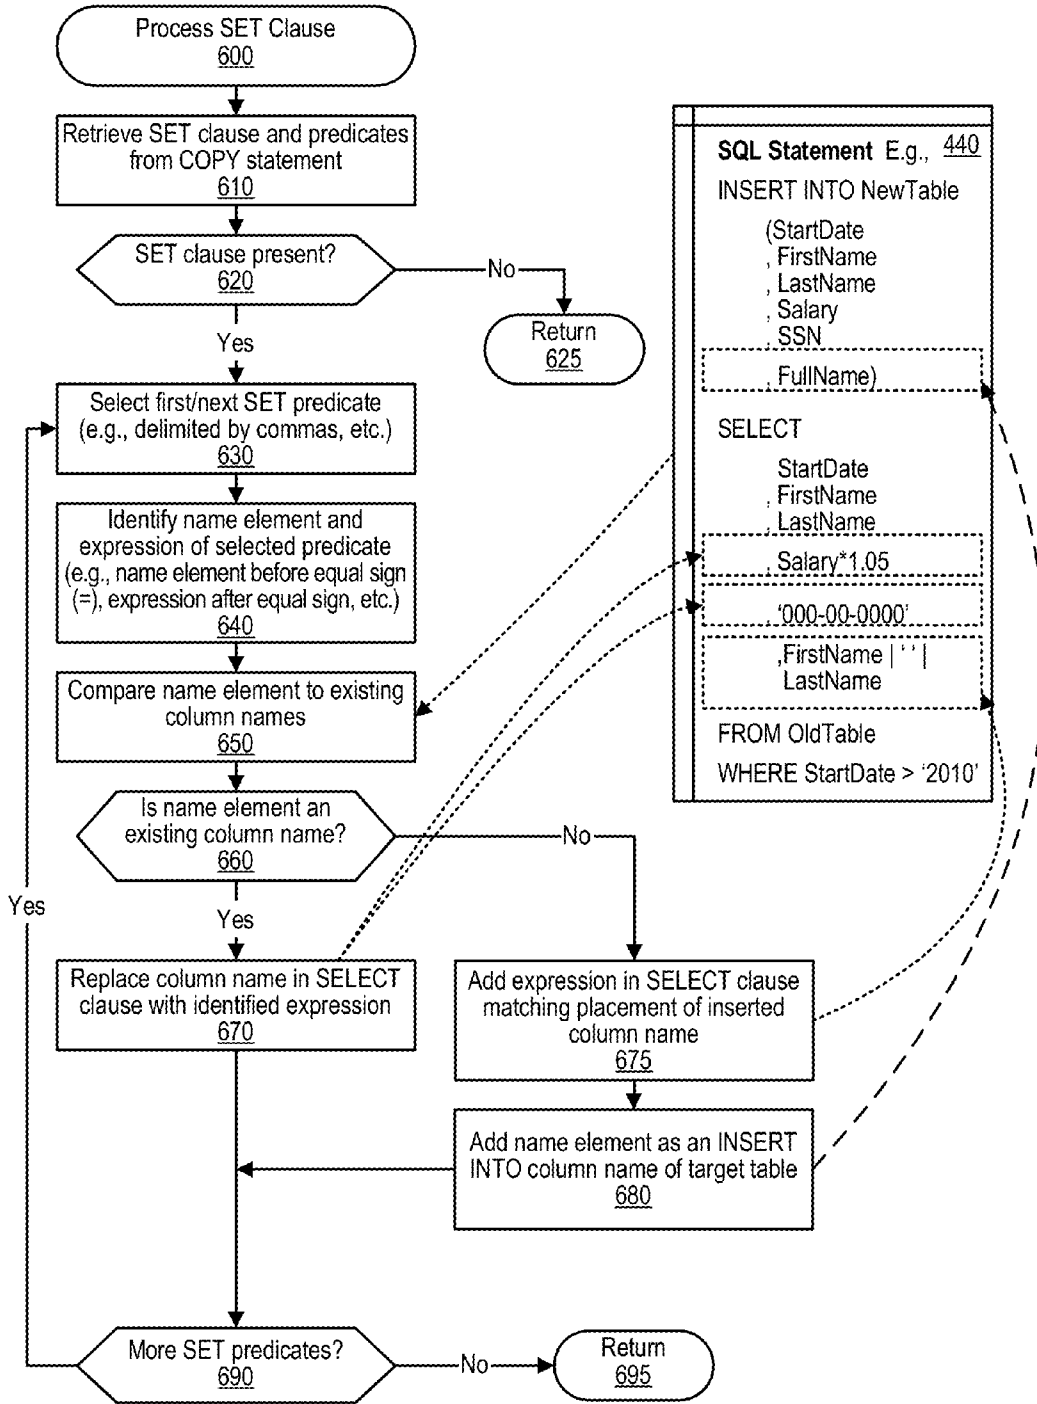 Process SET Clause
600
Retrieve SET clause and predicates
from COPY statement
610
SET clause present?
620
No
Return
625
Yes
Select first/next SET predicate
(e.g., delimited by commas, etc.)
630
Identify name element and
expression of selected predicate
(e.g., name element before equal sign
(=), expression after equal sign, etc.)
640
Compare name element to existing
column names
650
Is name element an
existing column name?
660
No
Yes
Yes
Replace column name in SELECT
clause with identified expression
670
Add expression in SELECT clause
matching placement of inserted
column name
675
Add name element as an INSERT
INTO column name of target table
680
More SET predicates?
690
No
Return
695
SQL Statement E.g., 440
INSERT INTO NewTable
(StartDate
, FirstName
, LastName
, Salary
, SSN
, FullName)
SELECT
StartDate
, FirstName
, LastName
, Salary*1.05
, '000-00-0000'
,FirstName | ' ' |
LastName
FROM OldTable
WHERE StartDate > '2010'